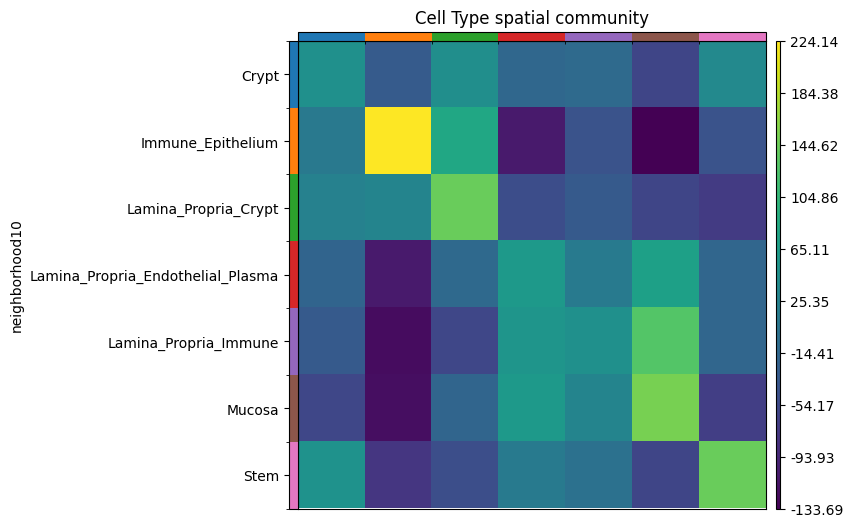 Cell Type spatial community
neighborhood10
Crypt
Immune_Epithelium
Lamina_Propria_Crypt
Lamina_Propria_Endothelial_Plasma
Lamina_Propria_Immune
Mucosa
Stem
224.14
184.38
144.62
104.86
65.11
25.35
-14.41
-54.17
-93.93
-133.69